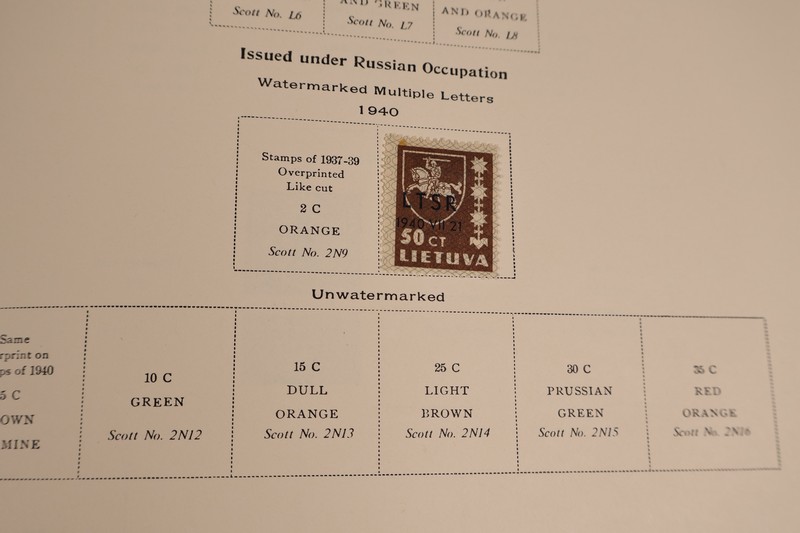 AND GREEN
AND ORANGE
Scott No. L6
Scott No. L7
Scott No. L8
Issued under Russian Occupation
Watermarked Multiple Letters
1940
Stamps of 1937-39
Overprinted
Like cut
2 C
ORANGE
Scott No. 2N9
LTSR
1940 VII 21
50 CT
LIETUVA
Unwatermarked
Same
rprint on
ps of 1940
5 C
OWN
MINE
10 C
GREEN
Scott No. 2N12
15 C
DULL
ORANGE
Scott No. 2N13
25 C
LIGHT
BROWN
Scott No. 2N14
30 C
PRUSSIAN
GREEN
Scott No. 2N15
35 C
RED
ORANGE
Scott No. 2N16